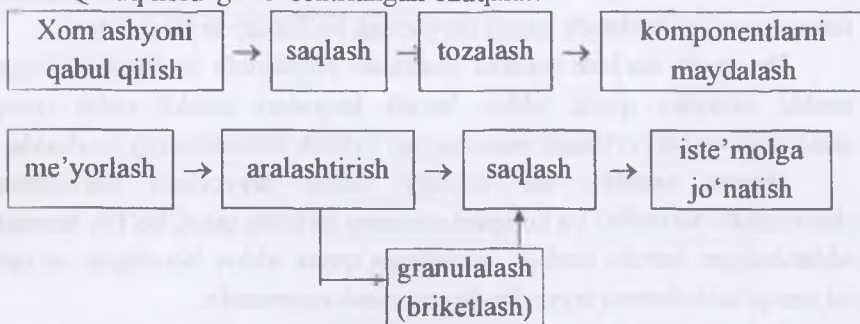 Xom ashyoni
qabul qilish → saqlash → tozalash → komponentlarni
maydalash
me'yorlash → aralashtirish → saqlash → iste'molga
jo'natish
granulalash
(briketlash)